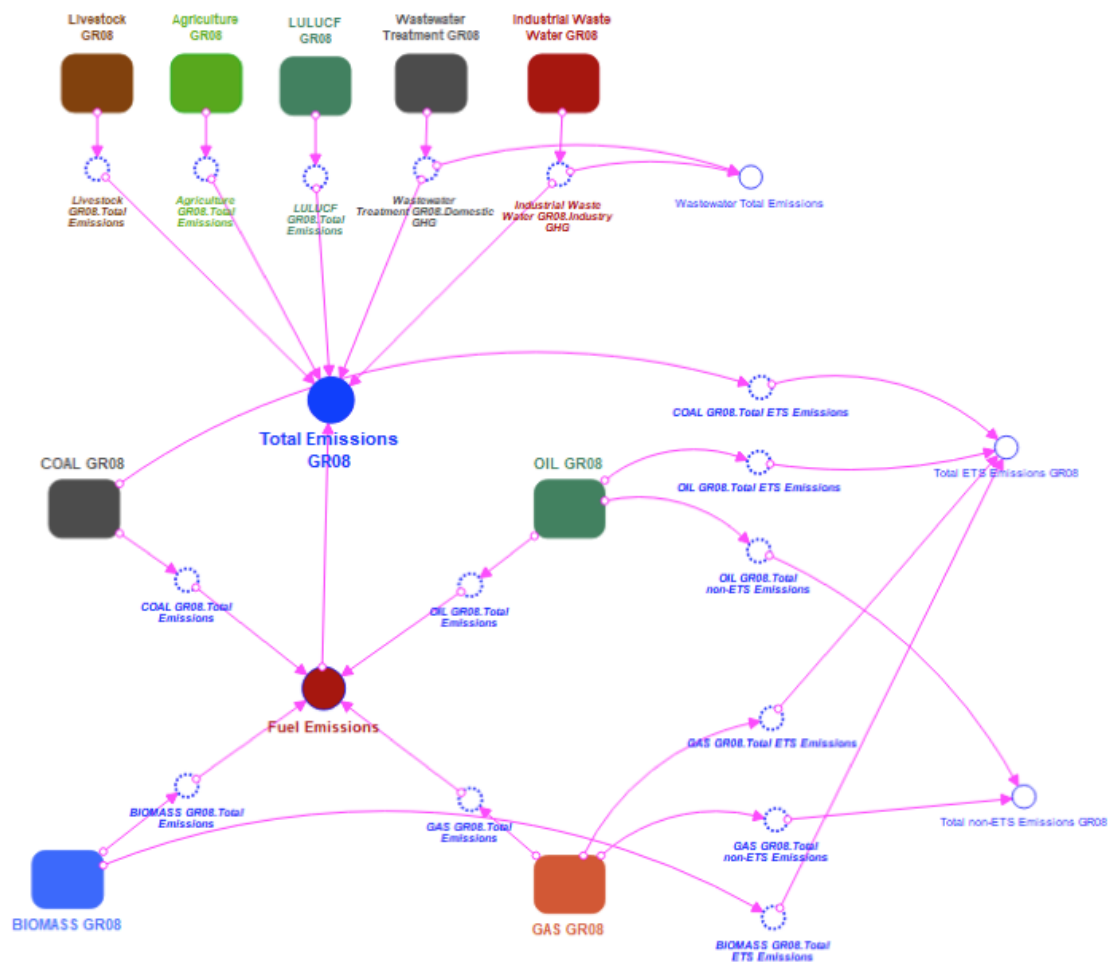 Livestock
GR08
Agriculture
GR08
LULUCF
GR08
Wastewater
Treatment GR08
Industrial Waste
Water GR08
Livestock
GR08.Total
Emissions
Agriculture
GR08.Total
Emissions
LULUCF
GR08.Total
Emissions
Wastewater
Treatment GR08.Domestic
GHG
Industrial Waste
Water GR08.Industry
GHG
Wastewater Total Emissions
Total Emissions
GR08
COAL GR08.Total ETS Emissions
COAL GR08
OIL GR08
OIL GR08.Total ETS Emissions
Total ETS Emissions GR08
COAL GR08.Total
Emissions
OIL GR08.Total
Emissions
OIL GR08.Total
non-ETS Emissions
Fuel Emissions
GAS GR08.Total ETS Emissions
BIOMASS GR08.Total
Emissions
GAS GR08.Total
Emissions
Total non-ETS Emissions GR08
GAS GR08.Total
non-ETS Emissions
BIOMASS GR08
GAS GR08
BIOMASS GR08.Total
ETS Emissions